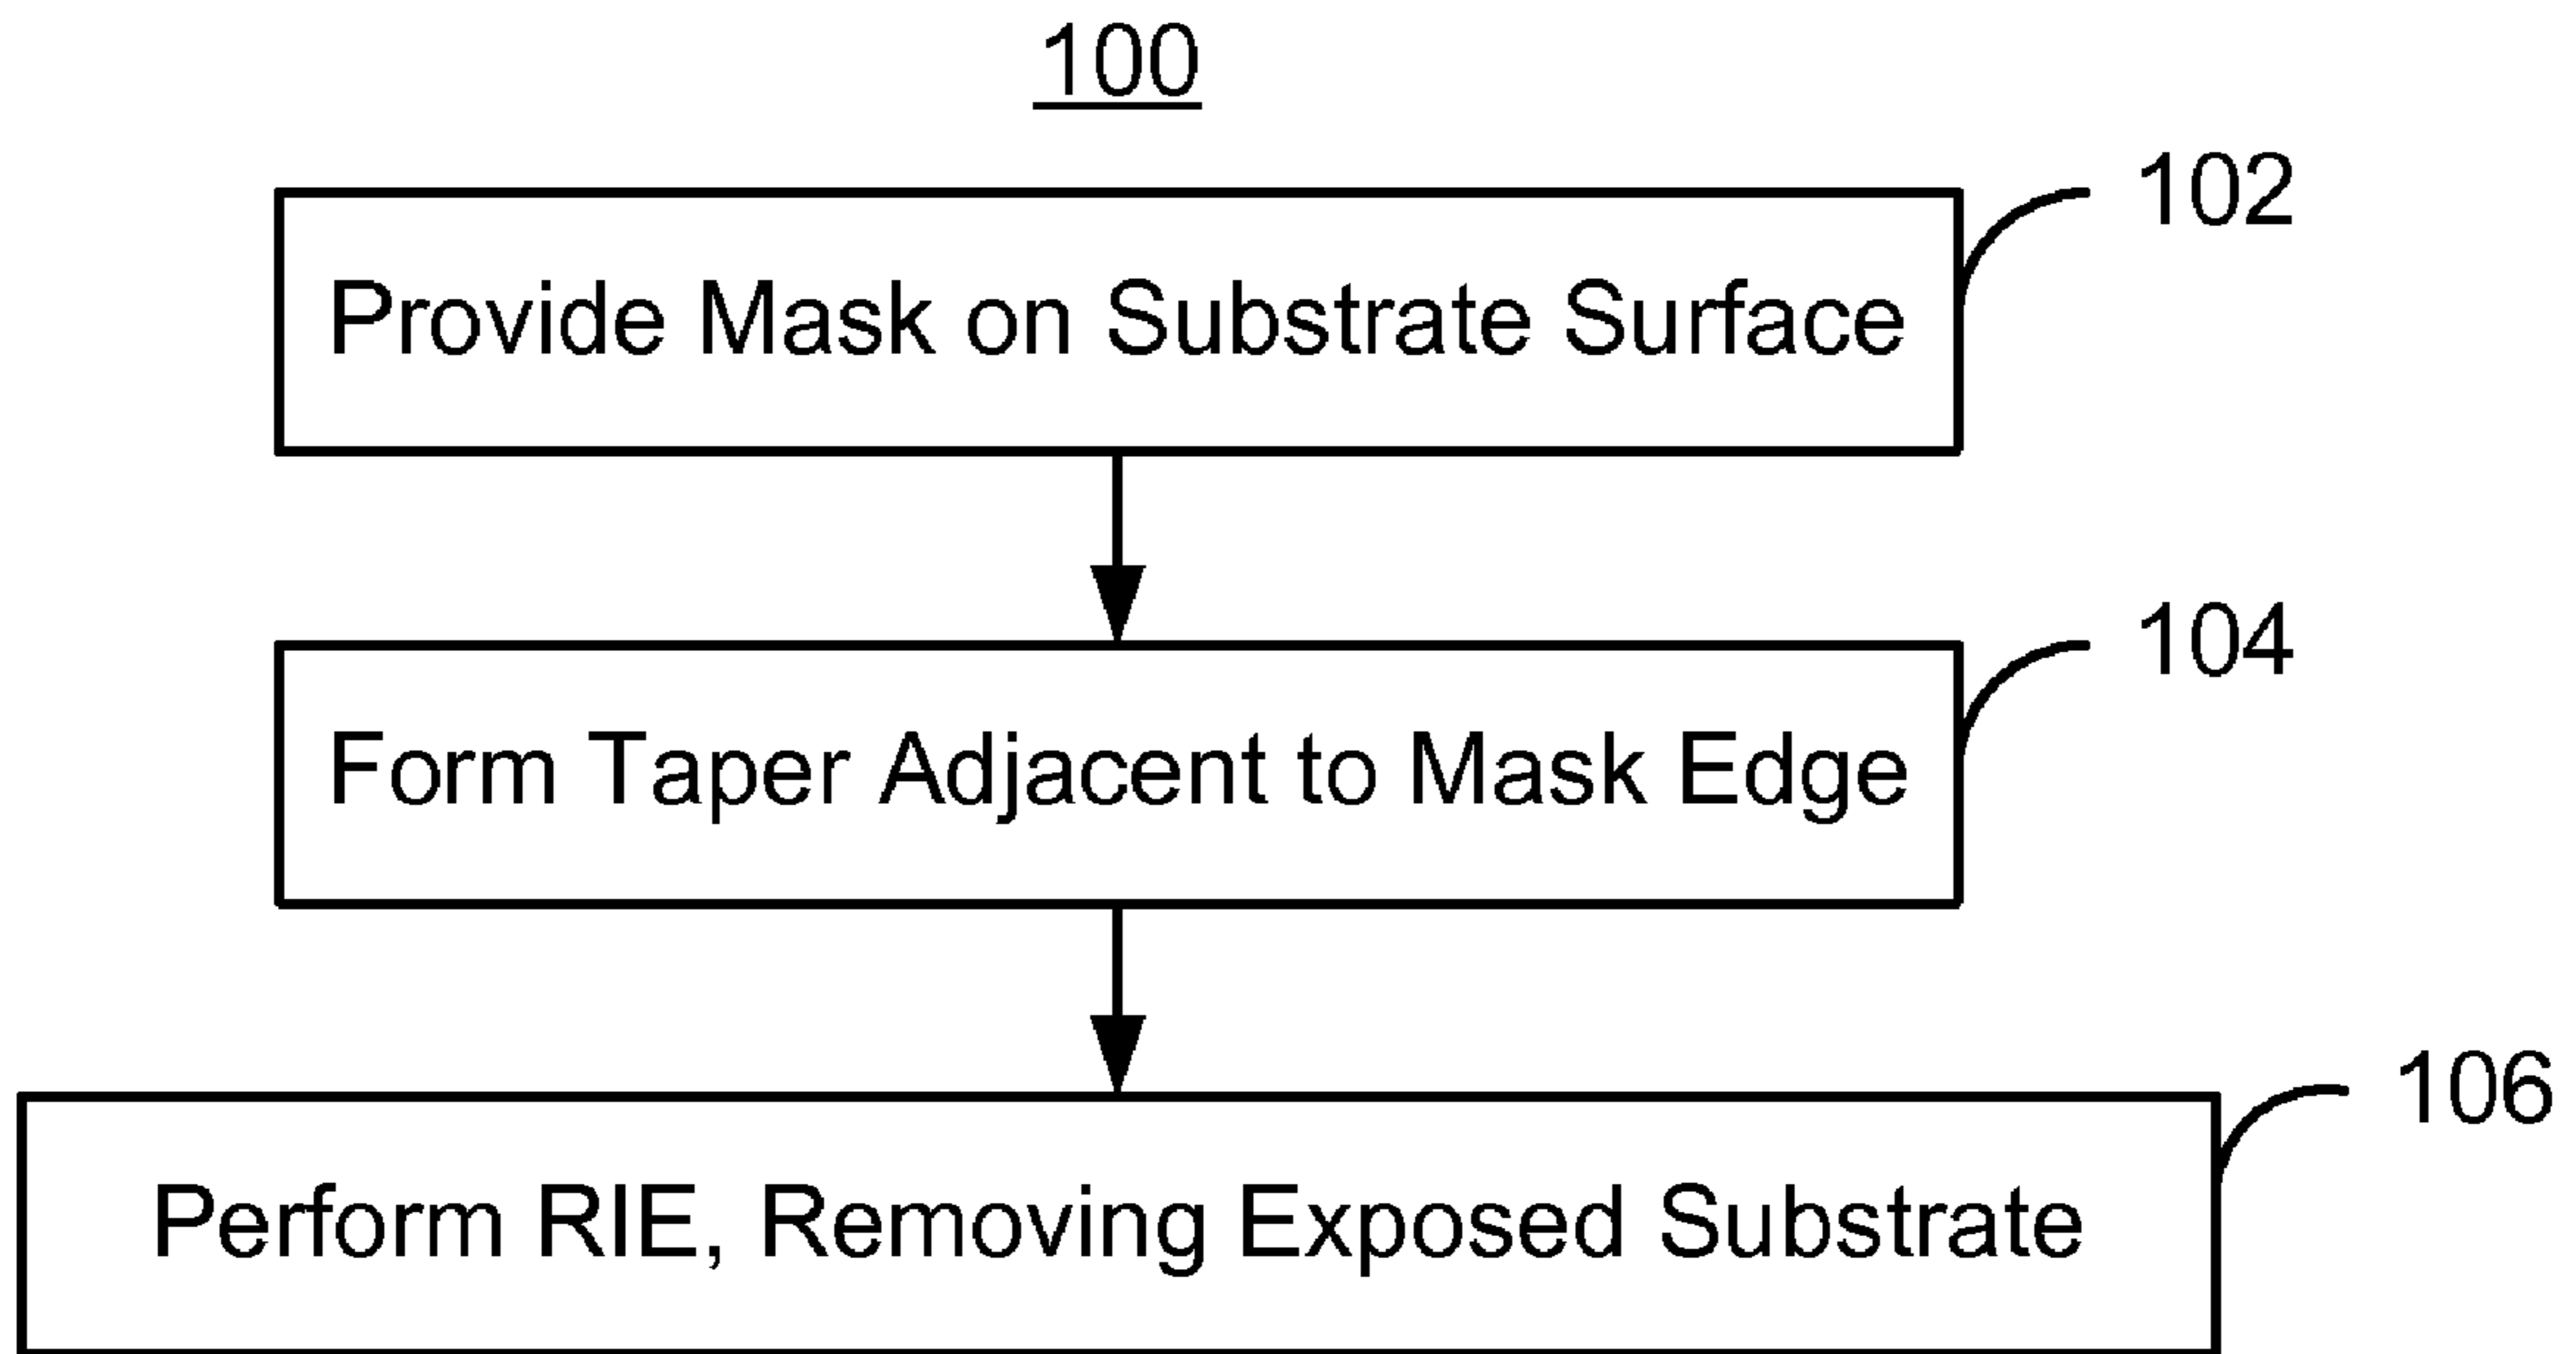 100
102
Provide Mask on Substrate Surface
104
Form Taper Adjacent to Mask Edge
106
Perform RIE, Removing Exposed Substrate